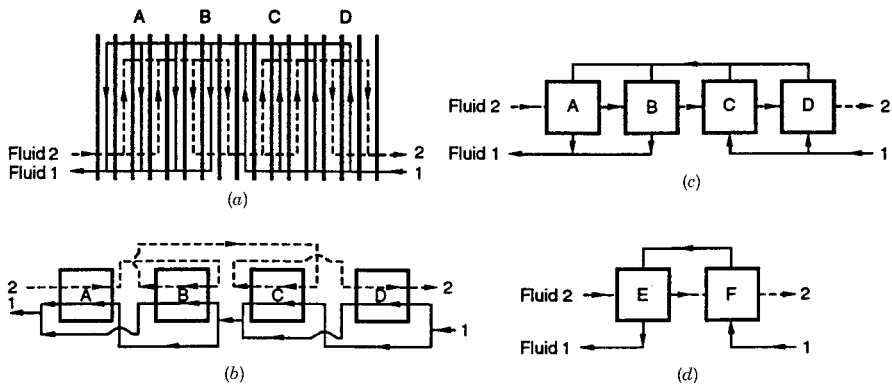 A B C D
Fluid 2 2
Fluid 1 1
(a)
2 A B C D 2
1 1
(b)
Fluid 2 A B C D 2
Fluid 1 1
(c)
Fluid 2 E F 2
Fluid 1 1
(d)